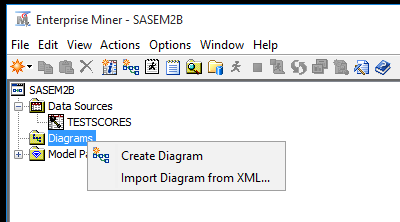 Enterprise Miner - SASEM2B
File Edit View Actions Options Window Help
SASEM2B
Data Sources
TESTSCORES
Diagrams
Create Diagram
Model Pa
Import Diagram from XML...